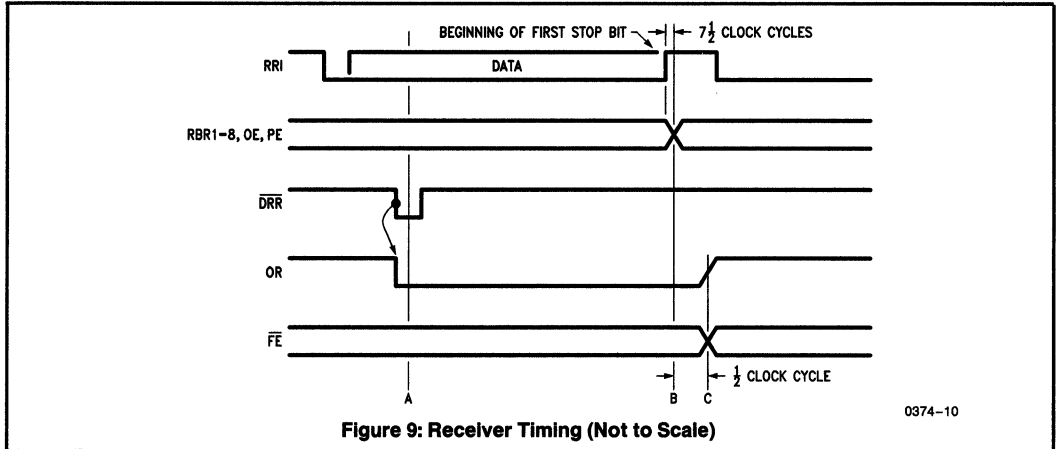 BEGINNING OF FIRST STOP BIT
7½ CLOCK CYCLES
RRI
DATA
RBR1-8, OE, PE
DRR
OR
FE
½ CLOCK CYCLE
A
B
C
0374-10
Figure 9: Receiver Timing (Not to Scale)